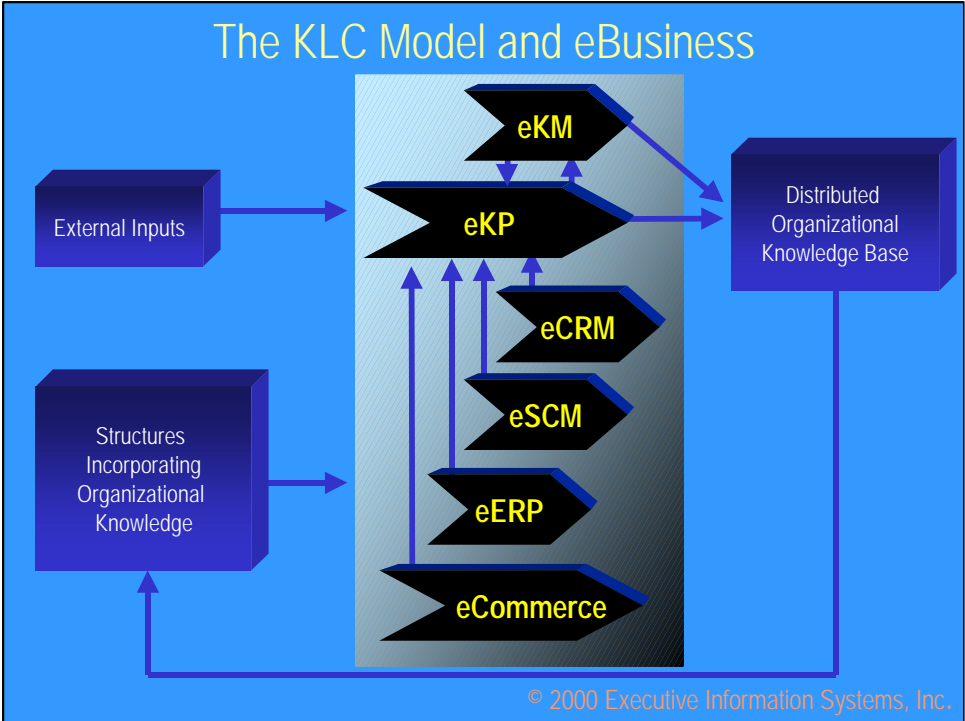 The KLC Model and eBusiness
eKM
External Inputs
eKP
Distributed
Organizational
Knowledge Base
eCRM
eSCM
Structures
Incorporating
Organizational
Knowledge
eERP
eCommerce
© 2000 Executive Information Systems, Inc.